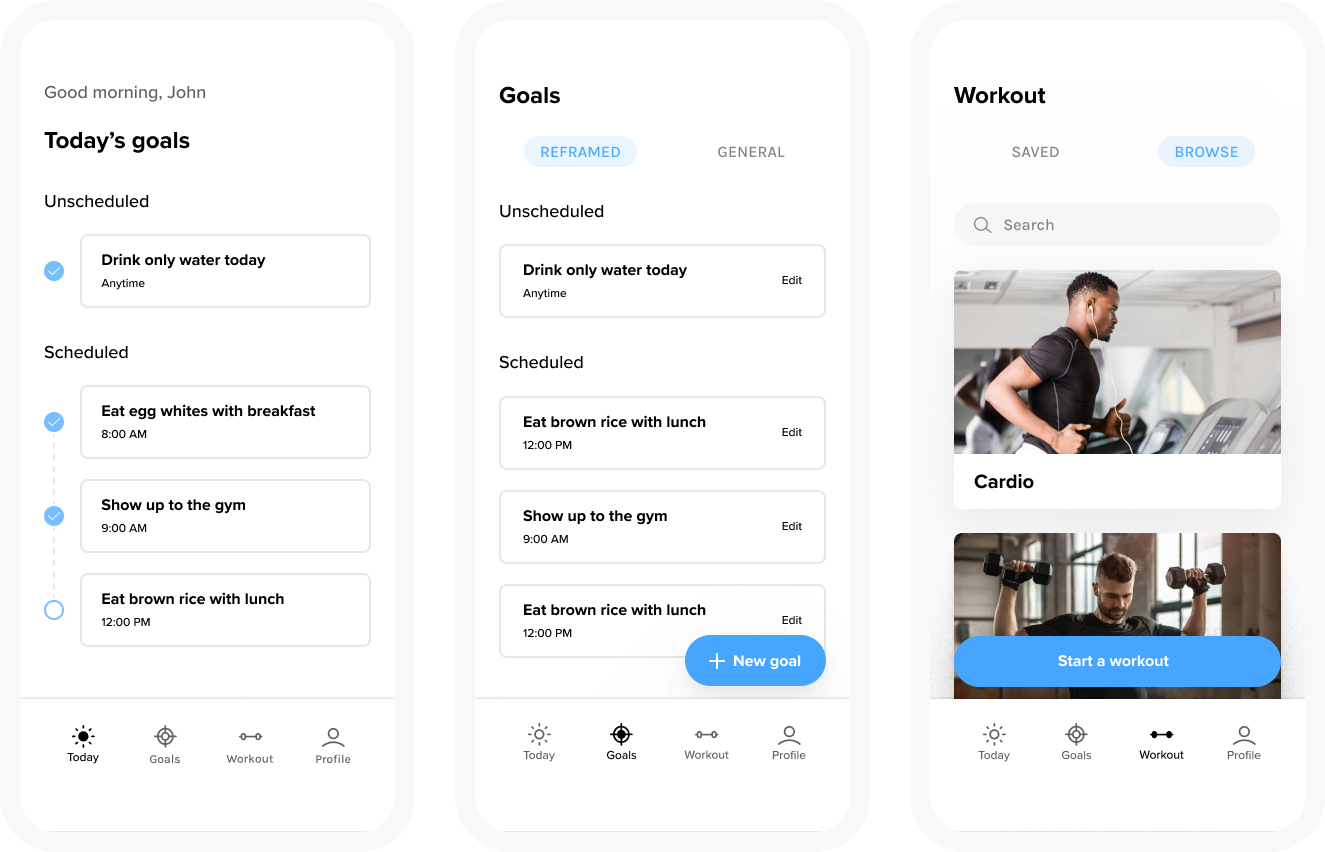 Good morning, John
Today’s goals
Unscheduled
Drink only water today
Anytime
Scheduled
Eat egg whites with breakfast
8:00 AM
Show up to the gym
9:00 AM
Eat brown rice with lunch
12:00 PM
Today
Goals
Workout
Profile
Goals
REFRAMED
GENERAL
Unscheduled
Drink only water today
Anytime
Edit
Scheduled
Eat brown rice with lunch
12:00 PM
Edit
Show up to the gym
9:00 AM
Edit
Eat brown rice with lunch
12:00 PM
Edit
New goal
Today
Goals
Workout
Profile
Workout
SAVED
BROWSE
Search
Cardio
Start a workout
Today
Goals
Workout
Profile